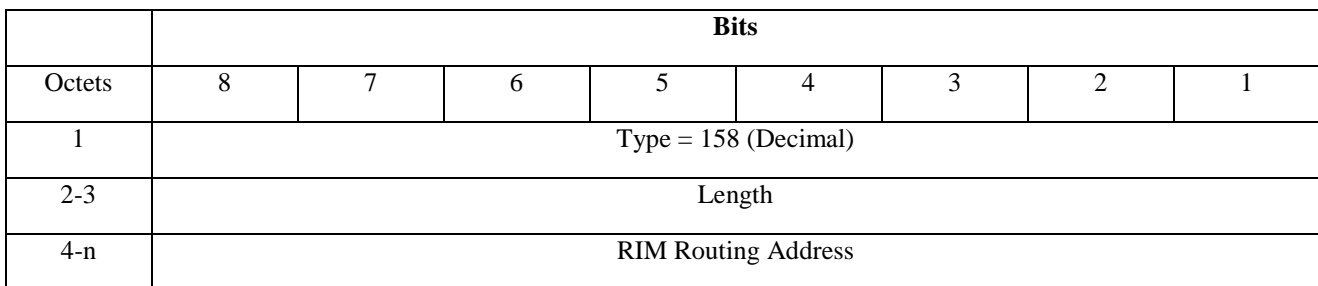 Bits
Octets 8 7 6 5 4 3 2 1
1 Type = 158 (Decimal)
2-3 Length
4-n RIM Routing Address